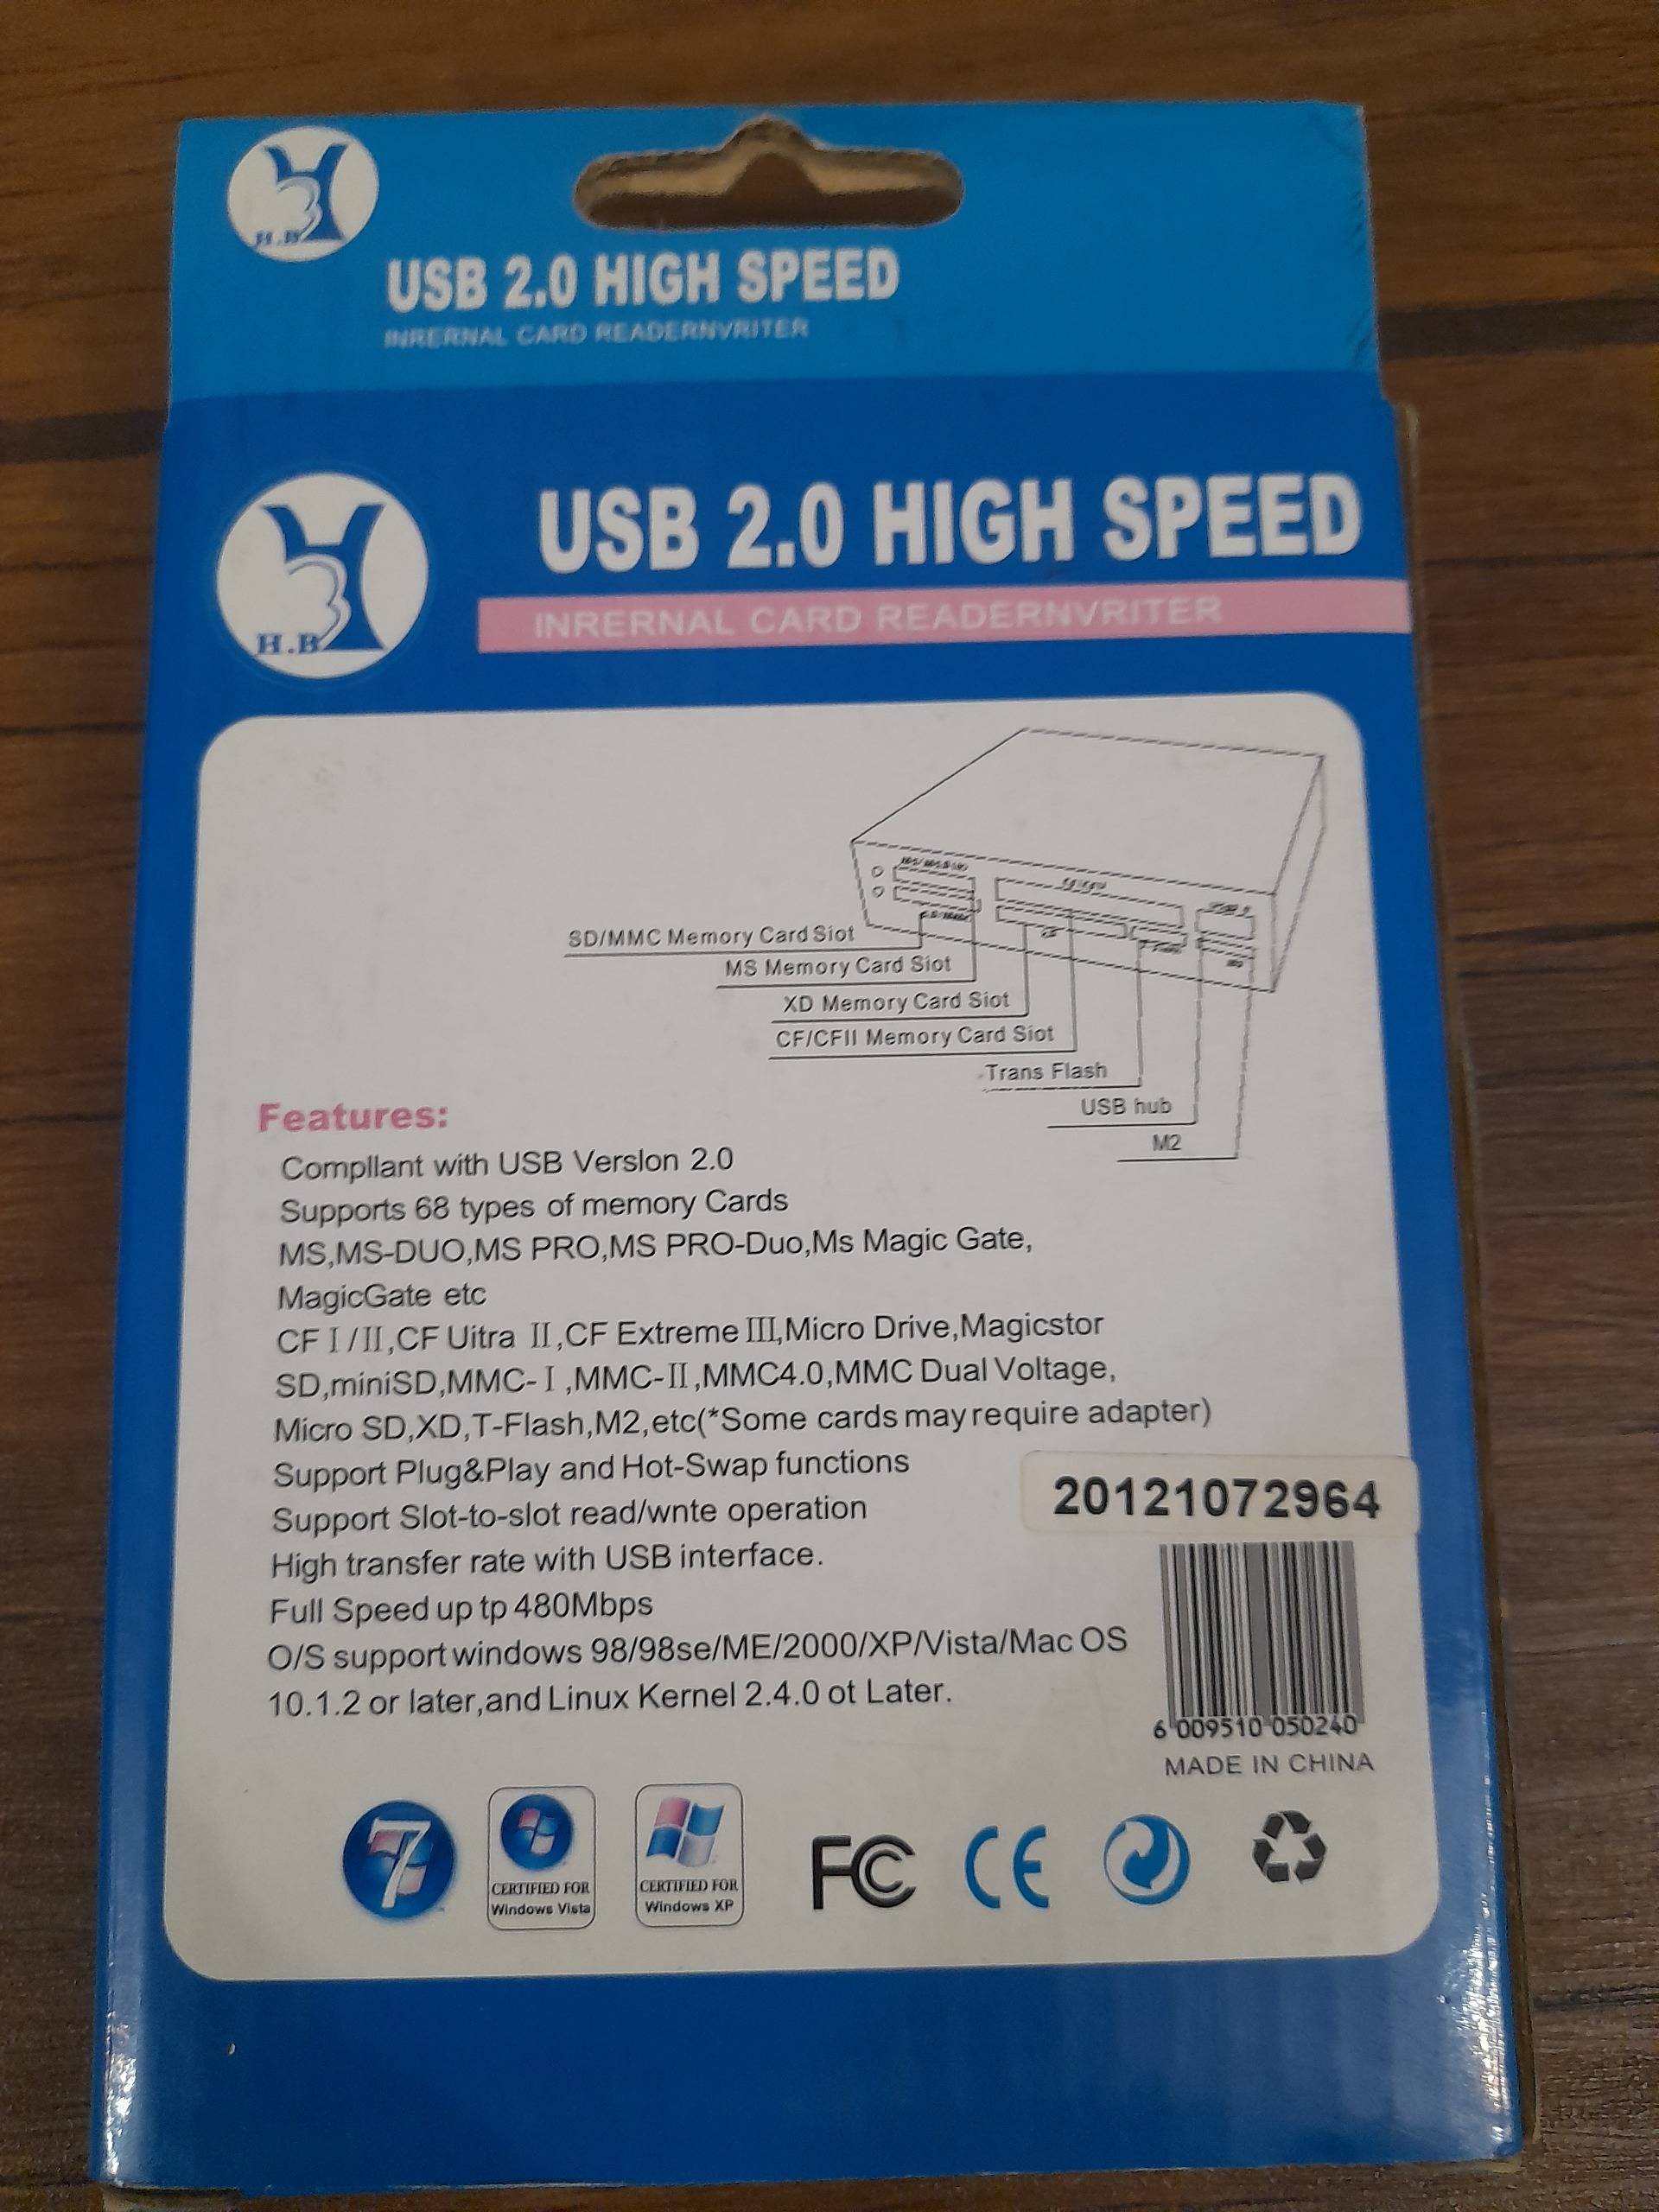 H.B
USB 2.0 HIGH SPEED
INRERNAL CARD READERNVRITER
H.B
USB 2.0 HIGH SPEED
INRERNAL CARD READERNVRITER
SD/MMC Memory Card Siot
MS Memory Card Siot
XD Memory Card Siot
CF/CFII Memory Card Siot
Trans Flash
USB hub
M2
Features:
Compllant with USB Verslon 2.0
Supports 68 types of memory Cards
MS,MS-DUO,MS PRO,MS PRO-Duo,Ms Magic Gate,
MagicGate etc
CF Ⅰ/Ⅱ,CF Uitra Ⅱ,CF Extreme Ⅲ,Micro Drive,Magicstor
SD,miniSD,MMC-Ⅰ,MMC-Ⅱ,MMC4.0,MMC Dual Voltage,
Micro SD,XD,T-Flash,M2,etc(*Some cards may require adapter)
Support Plug&Play and Hot-Swap functions
Support Slot-to-slot read/wnte operation
High transfer rate with USB interface.
Full Speed up tp 480Mbps
O/S support windows 98/98se/ME/2000/XP/Vista/Mac OS
10.1.2 or later,and Linux Kernel 2.4.0 ot Later.
20121072964
6 009510 050240
MADE IN CHINA
7
CERTIFIED FOR
Windows Vista
CERTIFIED FOR
Windows XP
FC
CE